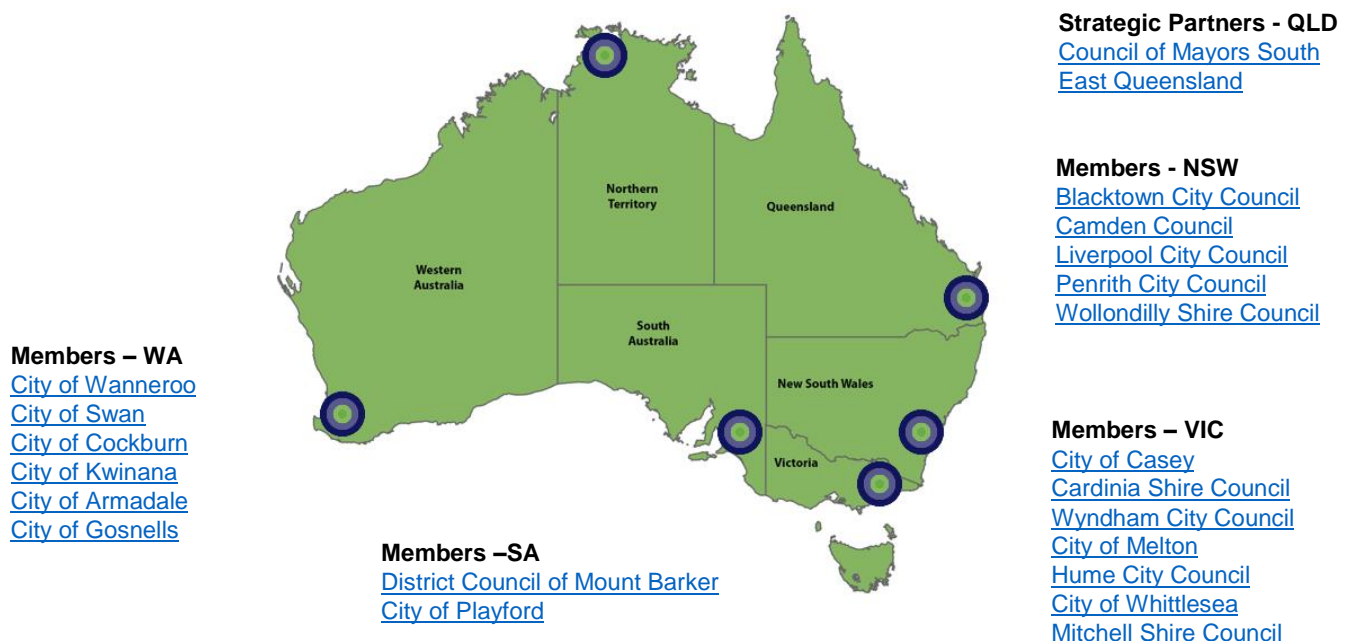 Strategic Partners - QLD
Council of Mayors South
East Queensland
Members - NSW
Blacktown City Council
Camden Council
Liverpool City Council
Penrith City Council
Wollondilly Shire Council
Northern
Territory
Queensland
Western
Australia
South
Australia
New South Wales
Victoria
Members – WA
City of Wanneroo
City of Swan
City of Cockburn
City of Kwinana
City of Armadale
City of Gosnells
Members –SA
District Council of Mount Barker
City of Playford
Members – VIC
City of Casey
Cardinia Shire Council
Wyndham City Council
City of Melton
Hume City Council
City of Whittlesea
Mitchell Shire Council